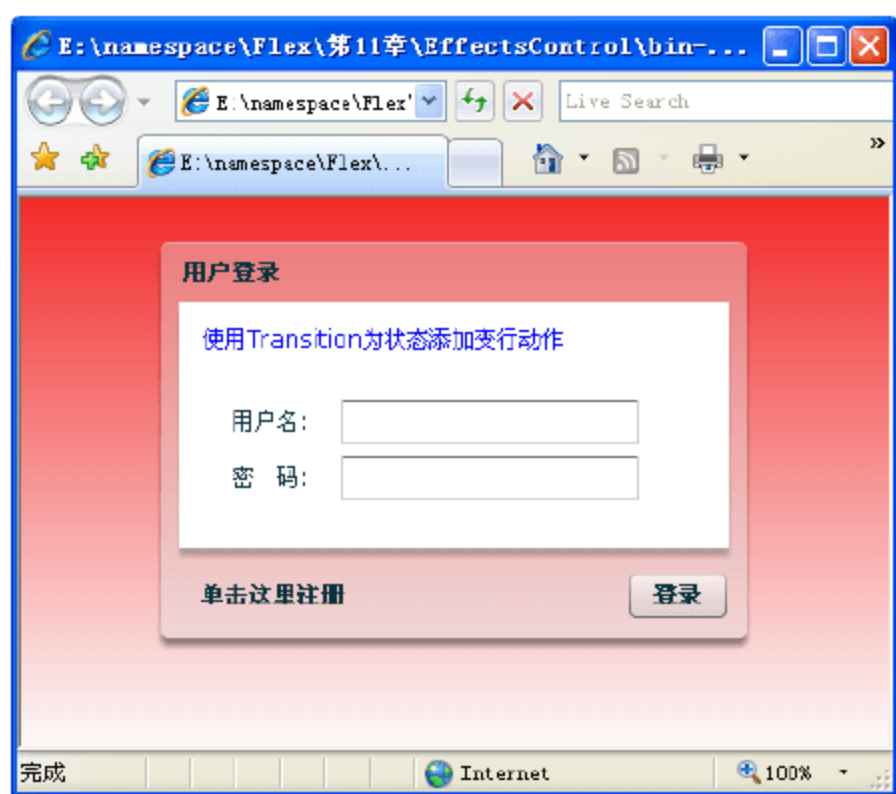 E:\namespace\Flex\第11章\EffectsControl\bin-...
E:\namespace\Flex'
Live Search
E:\namespace\Flex\...
»
用户登录
使用Transition为状态添加变行动作
用户名:
密 码:
单击这里注册
登录
完成
Internet
100%